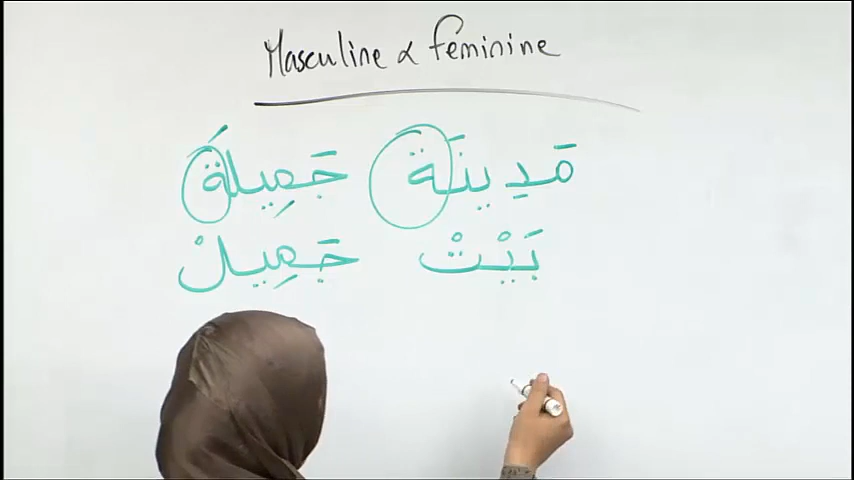 Masculine & feminine
مَدِينَة جَمِيلَة
بَيْتْ جَمِيلْ